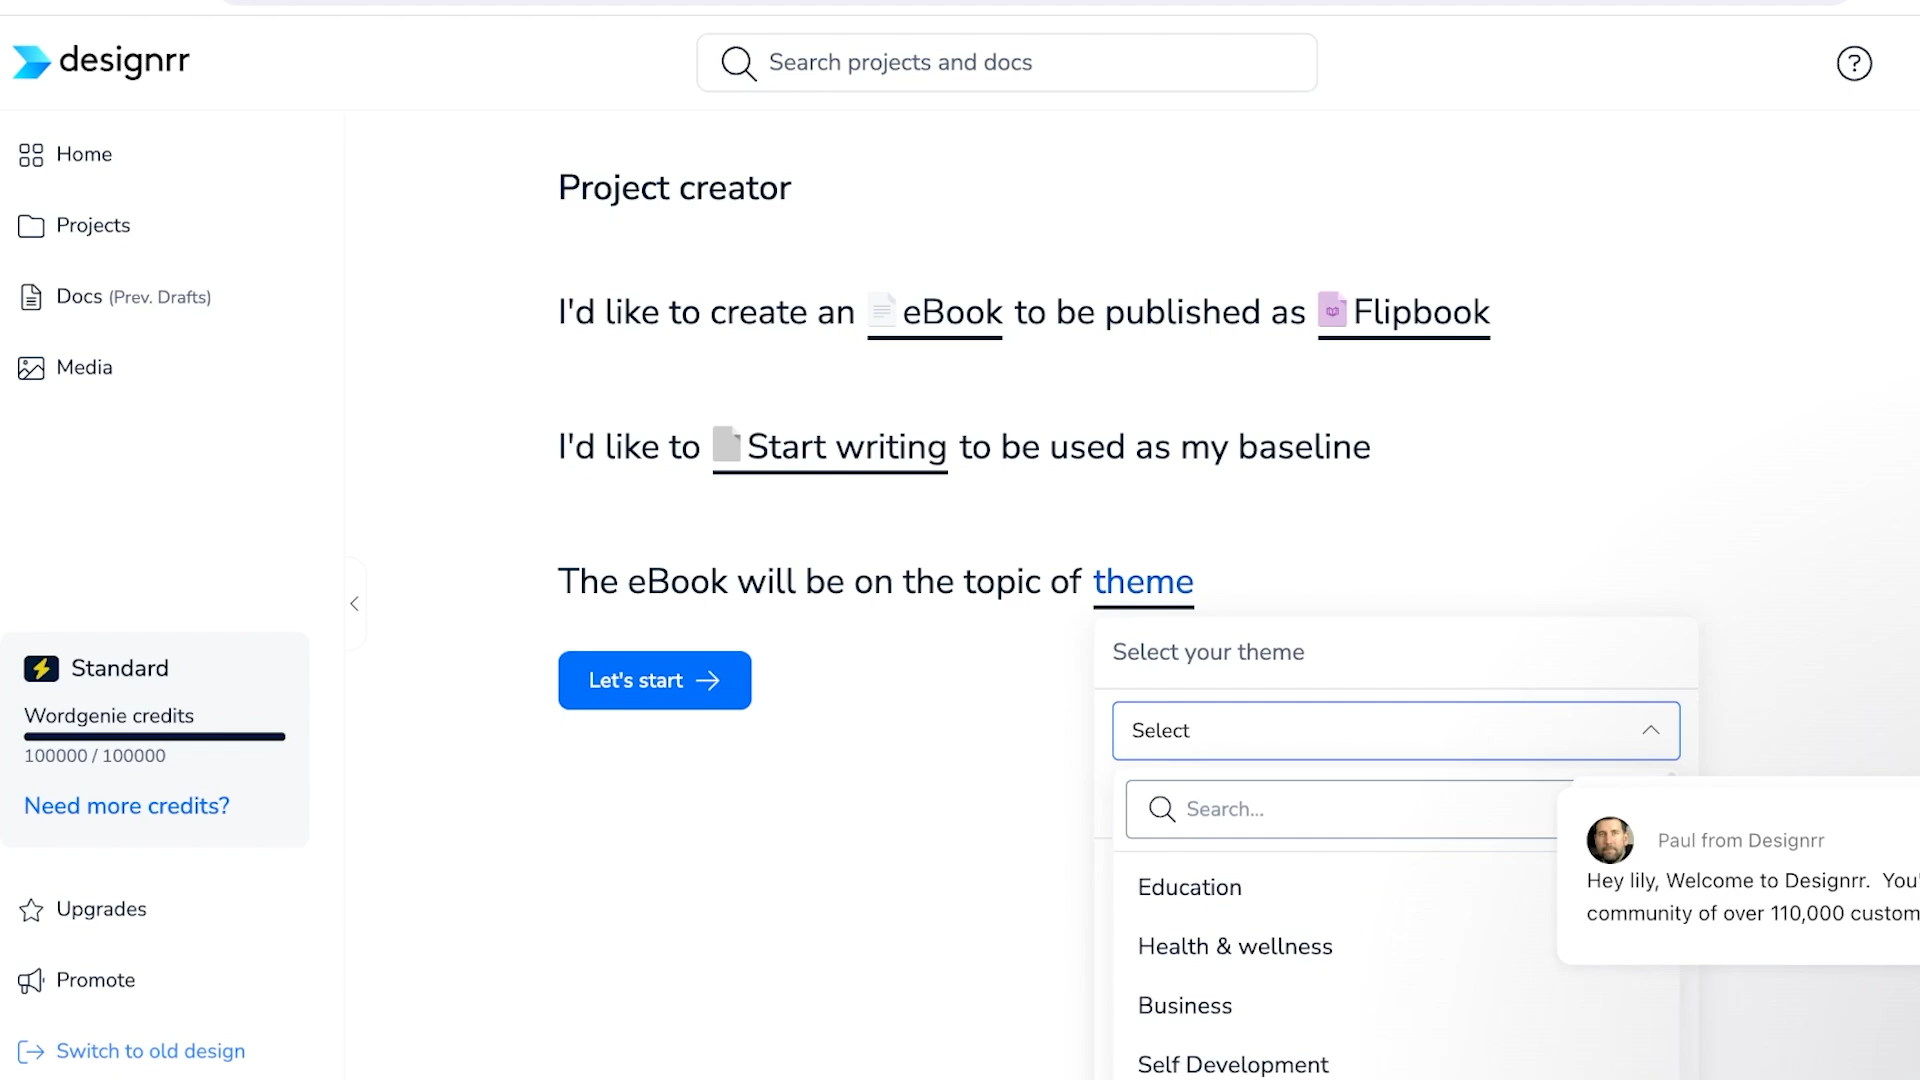 designrr
Search projects and docs
?
Home
Projects
Docs (Prev. Drafts)
Media
Standard
Wordgenie credits
100000 / 100000
Need more credits?
Upgrades
Promote
Switch to old design
Project creator
I'd like to create an eBook to be published as Flipbook
I'd like to Start writing to be used as my baseline
The eBook will be on the topic of theme
Let's start
Select your theme
Select
Search...
Education
Health & wellness
Business
Self Development
Paul from Designrr
Hey lily, Welcome to Designrr. You'
community of over 110,000 custom